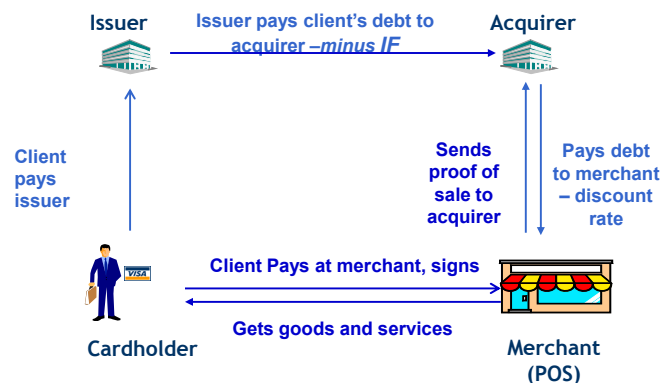 Issuer
Issuer pays client’s debt to
acquirer –minus IF
Acquirer
Client
pays
issuer
Sends
proof of
sale to
acquirer
Pays debt
to merchant
– discount
rate
VISA
Client Pays at merchant, signs
Gets goods and services
Cardholder
Merchant
(POS)